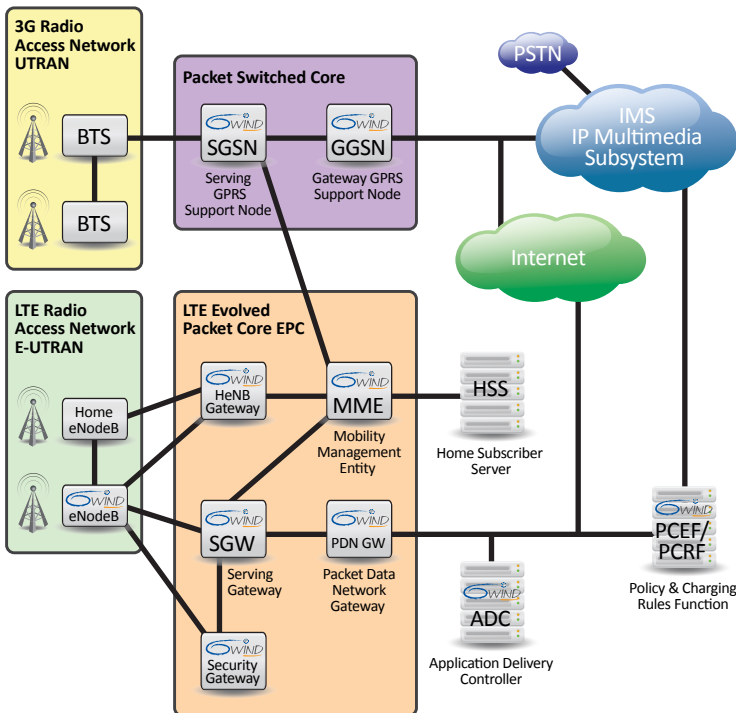 3G Radio
Access Network
UTRAN
BTS
BTS
Packet Switched Core
6WIND
SGSN
Serving
GPRS
Support Node
6WIND
GGSN
Gateway GPRS
Support Node
PSTN
IMS
IP Multimedia
Subsystem
Internet
LTE Radio
Access Network
E-UTRAN
Home
eNodeB
6WIND
eNodeB
LTE Evolved
Packet Core EPC
6WIND
HeNB
Gateway
6WIND
MME
Mobility
Management
Entity
HSS
Home Subscriber
Server
6WIND
SGW
Serving
Gateway
6WIND
PDN GW
Packet Data
Network
Gateway
6WIND
Security
Gateway
6WIND
ADC
Application Delivery
Controller
6WIND
PCEF/
PCRF
Policy & Charging
Rules Function